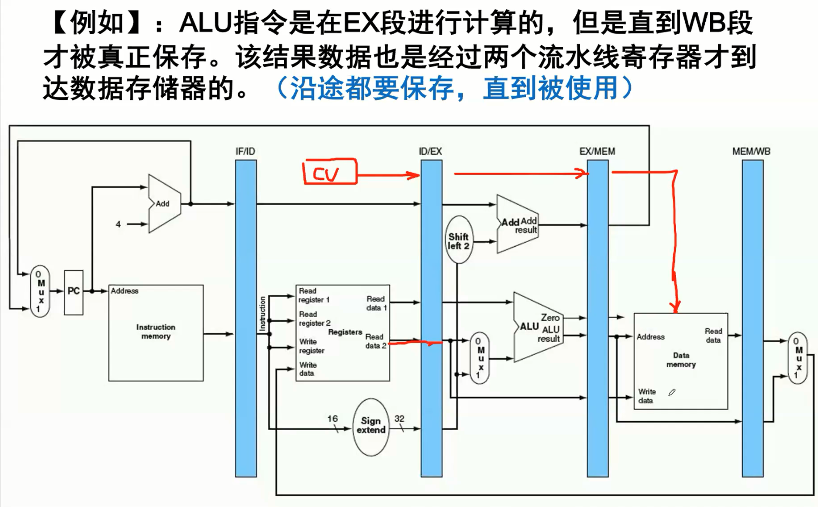 【例如】：ALU指令是在EX段进行计算的，但是直到WB段
才被真正保存。该结果数据也是经过两个流水线寄存器才到
达数据存储器的。（沿途都要保存，直到被使用）
IF/ID
ID/EX
EX/MEM
MEM/WB
CV
Add
4
Shift
left 2
Add Add
result
0
M
u
x
1
PC
Address
Instruction
memory
Instruction
Read
register 1
Read
register 2
Write
register
Write
data
Registers
Read
data 1
Read
data 2
0
M
u
x
1
ALU
Zero
ALU
result
Address
Write
data
Data
memory
Read
data
0
M
u
x
1
16
Sign
extend
32